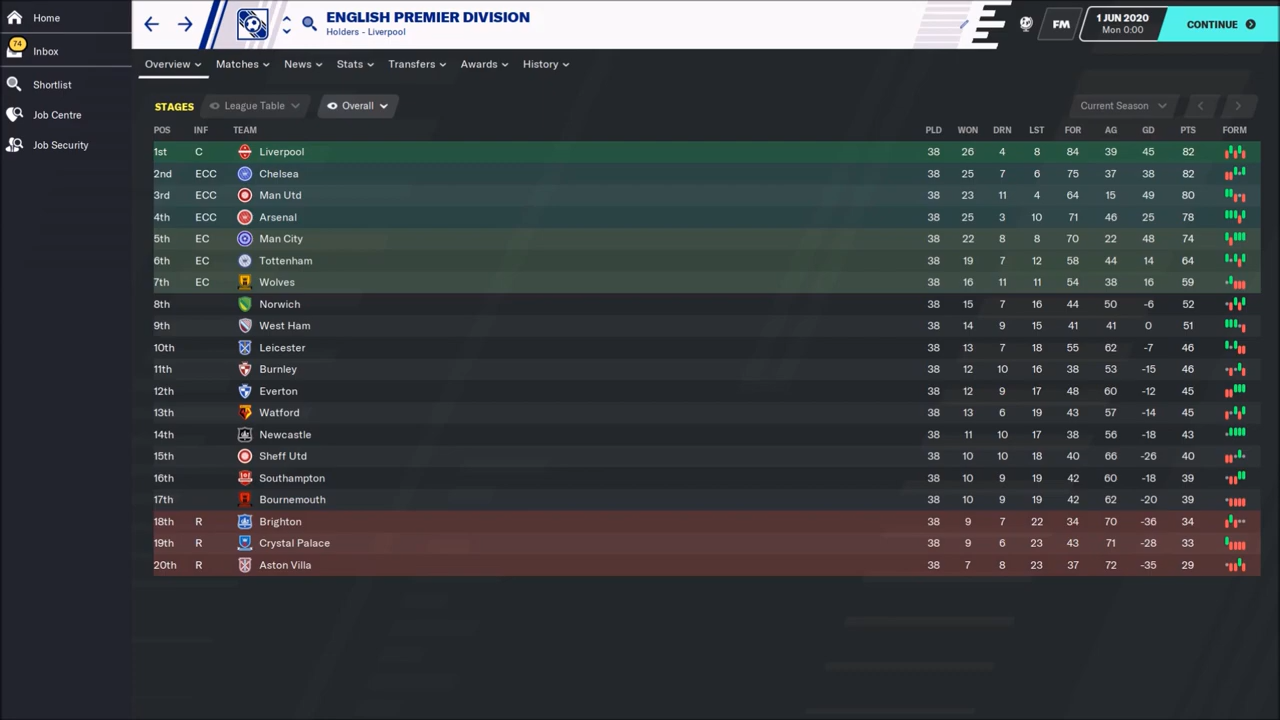 Home
74
Inbox
Shortlist
Job Centre
Job Security
ENGLISH PREMIER DIVISION
Holders - Liverpool
FM
1 JUN 2020
Mon 0:00
CONTINUE
Overview Matches News Stats Transfers Awards History
STAGES League Table Overall Current Season
POS INF TEAM PLD WON DRN LST FOR AG GD PTS FORM
1st C Liverpool 38 26 4 8 84 39 45 82
2nd ECC Chelsea 38 25 7 6 75 37 38 82
3rd ECC Man Utd 38 23 11 4 64 15 49 80
4th ECC Arsenal 38 25 3 10 71 46 25 78
5th EC Man City 38 22 8 8 70 22 48 74
6th EC Tottenham 38 19 7 12 58 44 14 64
7th EC Wolves 38 16 11 11 54 38 16 59
8th Norwich 38 15 7 16 44 50 -6 52
9th West Ham 38 14 9 15 41 41 0 51
10th Leicester 38 13 7 18 55 62 -7 46
11th Burnley 38 12 10 16 38 53 -15 46
12th Everton 38 12 9 17 48 60 -12 45
13th Watford 38 13 6 19 43 57 -14 45
14th Newcastle 38 11 10 17 38 56 -18 43
15th Sheff Utd 38 10 10 18 40 66 -26 40
16th Southampton 38 10 9 19 42 60 -18 39
17th Bournemouth 38 10 9 19 42 62 -20 39
18th R Brighton 38 9 7 22 34 70 -36 34
19th R Crystal Palace 38 9 6 23 43 71 -28 33
20th R Aston Villa 38 7 8 23 37 72 -35 29